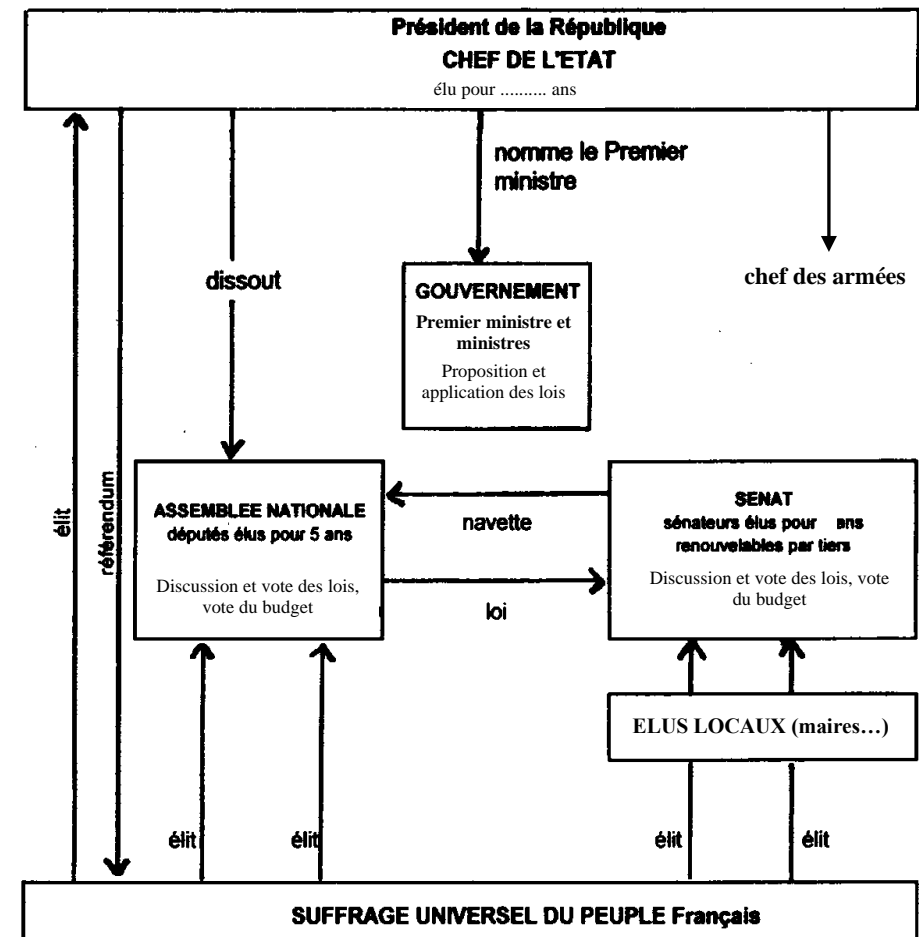 Président de la République
CHEF DE L'ETAT
élu pour .......... ans
nomme le Premier
ministre
dissout
chef des armées
GOUVERNEMENT
Premier ministre et
ministres
Proposition et
application des lois
élit
référendum
ASSEMBLEE NATIONALE
députés élus pour 5 ans
Discussion et vote des lois,
vote du budget
navette
loi
SENAT
sénateurs élus pour ans
renouvelables par tiers
Discussion et vote des lois, vote
du budget
ELUS LOCAUX (maires…)
élit
élit
élit
élit
SUFFRAGE UNIVERSEL DU PEUPLE Français